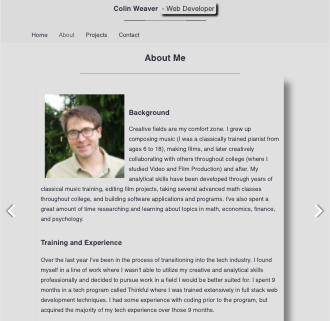 Colin Weaver - Web Developer
Home About Projects Contact
About Me
Background
Creative fields are my comfort zone. I grew up
composing music (I was a classically trained pianist from
ages 6 to 18), making films, and later creatively
collaborating with others throughout college (where I
studied Video and Film Production) and after. My
analytical skills have been developed through years of
classical music training, editing film projects, taking several advanced math classes
throughout college, and building software applications and programs. I've also spent a
great amount of time researching and learning about topics in math, economics, finance,
and psychology.
Training and Experience
Over the last year I've been in the process of transitioning into the tech industry. I found
myself in a line of work where I wasn't able to utilize my creative and analytical skills
professionally and decided to pursue work in a field I would be better suited for. I spent 9
months in a tech program called Thinkful where I was trained extensively in full stack web
development techniques. I had some experience with coding prior to the program, but
acquired the majority of my tech experience over those 9 months.